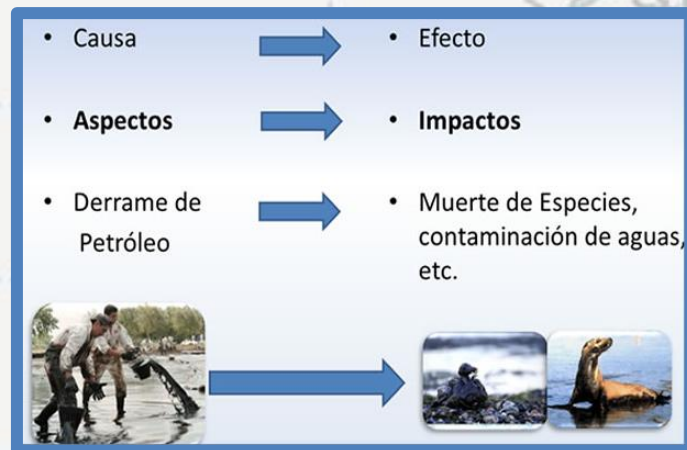 • Causa
• Efecto
• Aspectos
• Impactos
• Derrame de
Petróleo
• Muerte de Especies,
contaminación de aguas,
etc.